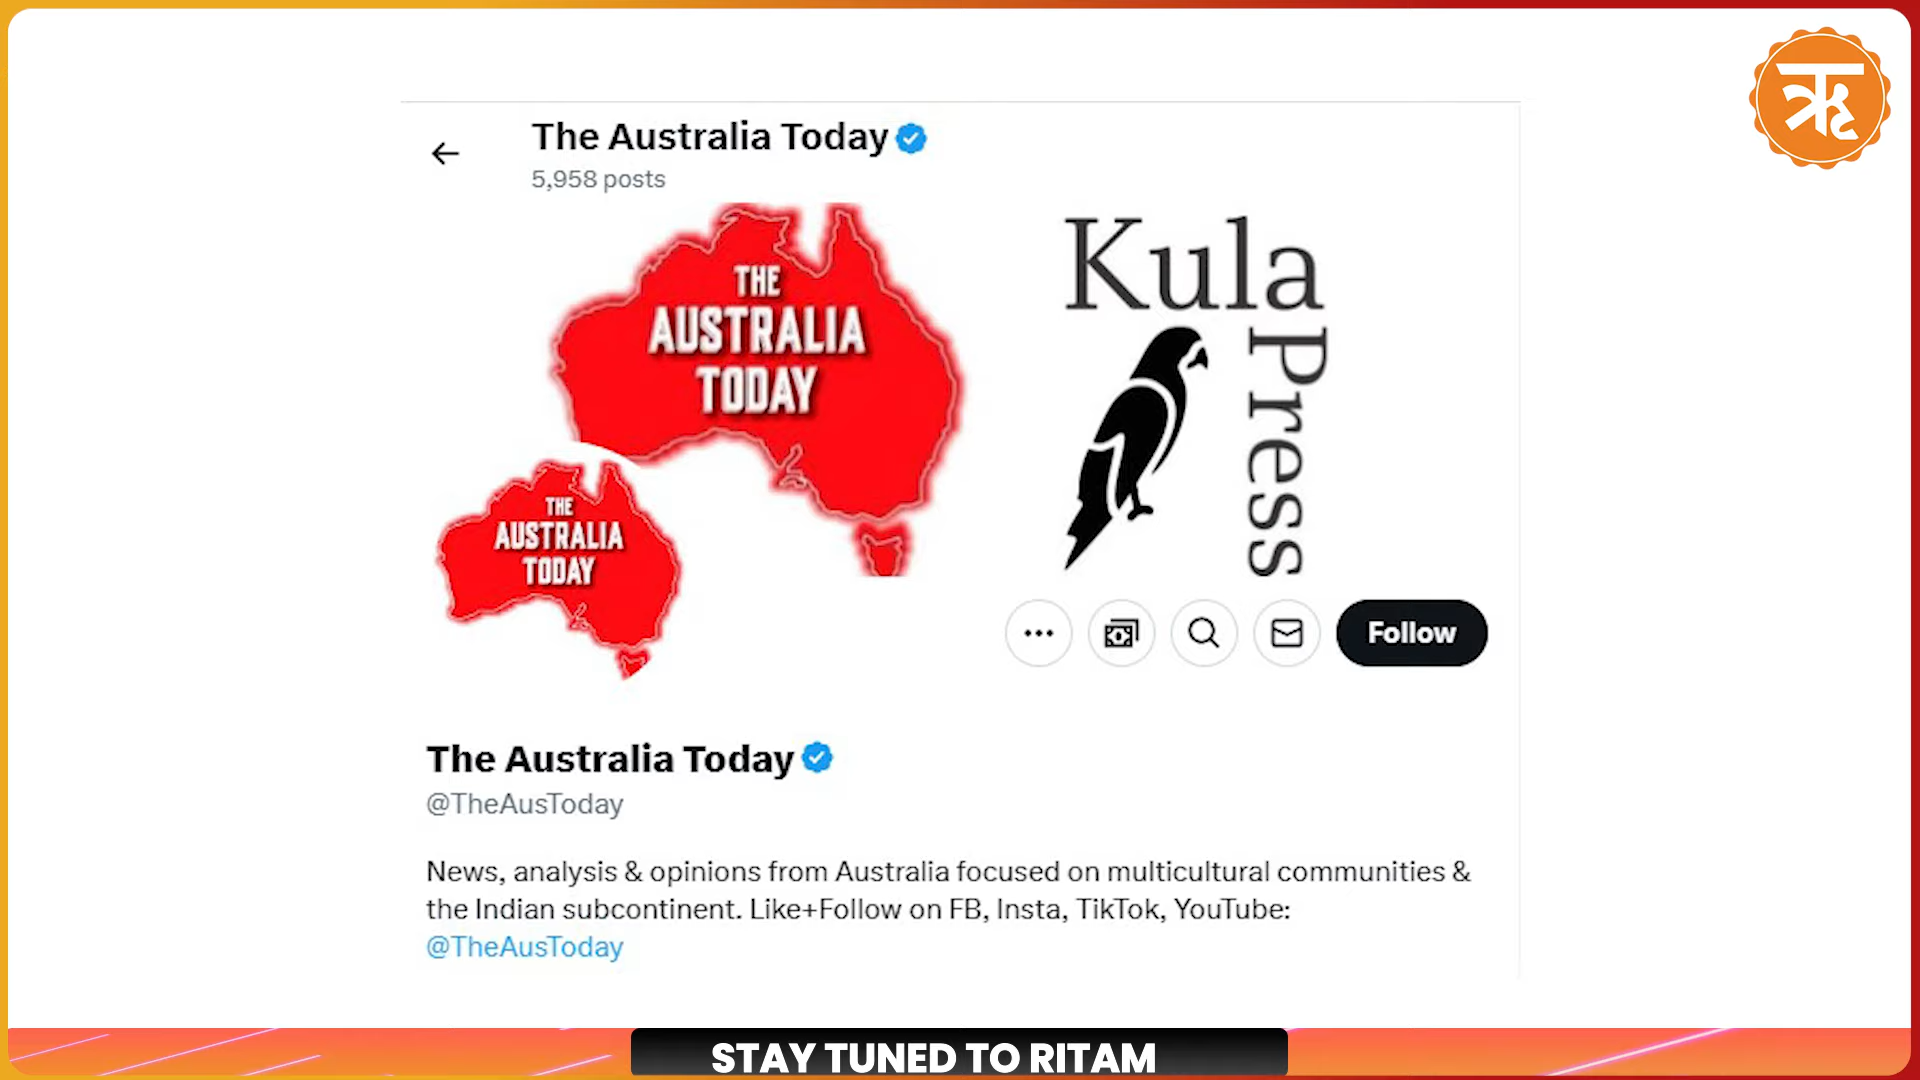 ऋ
The Australia Today
5,958 posts
THE
AUSTRALIA
TODAY
Kula
Press
THE
AUSTRALIA
TODAY
Follow
The Australia Today
@TheAusToday
News, analysis & opinions from Australia focused on multicultural communities &
the Indian subcontinent. Like+Follow on FB, Insta, TikTok, YouTube:
@TheAusToday
STAY TUNED TO RITAM